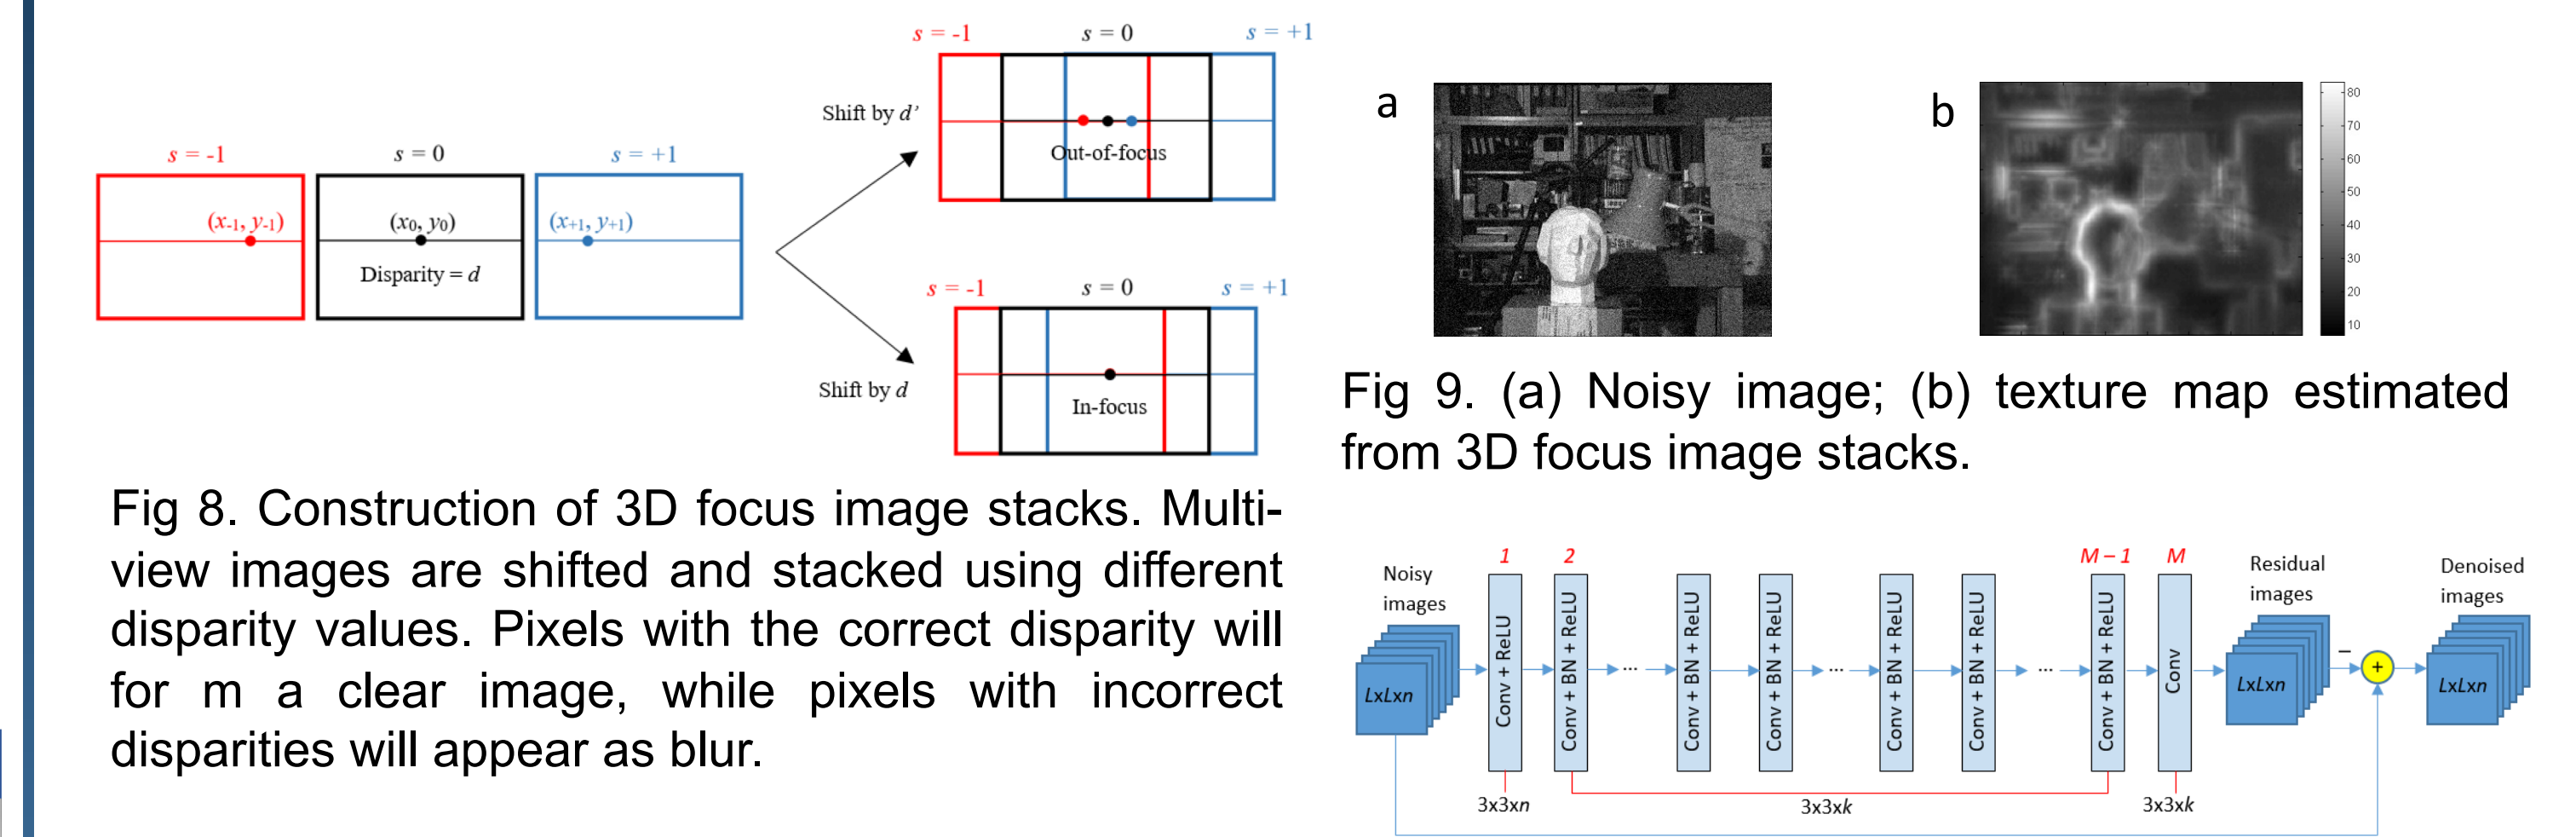 s = -1
s = 0
s = +1
(x-1, y-1)
(x0, y0)
(x+1, y+1)
Disparity = d
Shift by d'
Shift by d
s = -1
s = 0
s = +1
Out-of-focus
s = -1
s = 0
s = +1
In-focus
Fig 8. Construction of 3D focus image stacks. Multi-
view images are shifted and stacked using different
disparity values. Pixels with the correct disparity will
for m a clear image, while pixels with incorrect
disparities will appear as blur.
a
b
80
70
60
50
40
30
20
10
Fig 9. (a) Noisy image; (b) texture map estimated
from 3D focus image stacks.
Noisy
images
LxLxn
1
2
M – 1
M
Conv + ReLU
Conv + BN + ReLU
...
Conv + BN + ReLU
Conv + BN + ReLU
...
Conv + BN + ReLU
Conv + BN + ReLU
...
Conv + BN + ReLU
Conv
3x3xn
3x3xk
3x3xk
Residual
images
LxLxn
–
+
Denoised
images
LxLxn